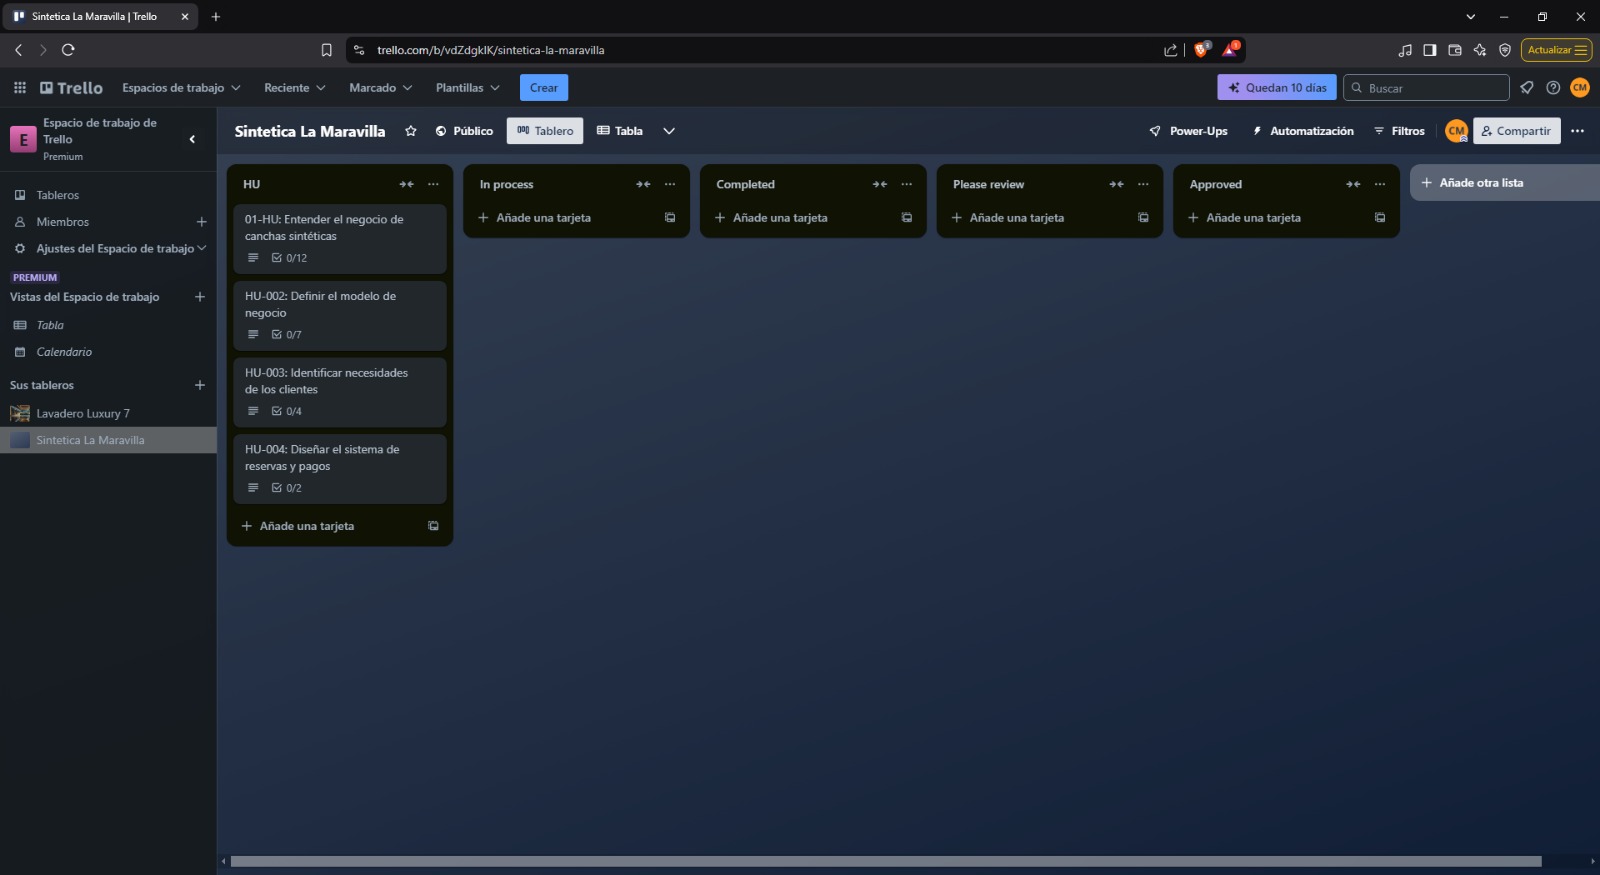 Sintetica La Maravilla | Trello
trello.com/b/vdZdgkIK/sintetica-la-maravilla
3
1
Actualizar
Trello
Espacios de trabajo
Reciente
Marcado
Plantillas
Crear
Quedan 10 días
Buscar
CM
E
Espacio de trabajo de
Trello
Premium
Tableros
Miembros
Ajustes del Espacio de trabajo
PREMIUM
Vistas del Espacio de trabajo
Tabla
Calendario
Sus tableros
Lavadero Luxury 7
Sintetica La Maravilla
Sintetica La Maravilla
Público
Tablero
Tabla
Power-Ups
Automatización
Filtros
CM
Compartir
HU
01-HU: Entender el negocio de
canchas sintéticas
0/12
HU-002: Definir el modelo de
negocio
0/7
HU-003: Identificar necesidades
de los clientes
0/4
HU-004: Diseñar el sistema de
reservas y pagos
0/2
Añade una tarjeta
In process
Añade una tarjeta
Completed
Añade una tarjeta
Please review
Añade una tarjeta
Approved
Añade una tarjeta
Añade otra lista